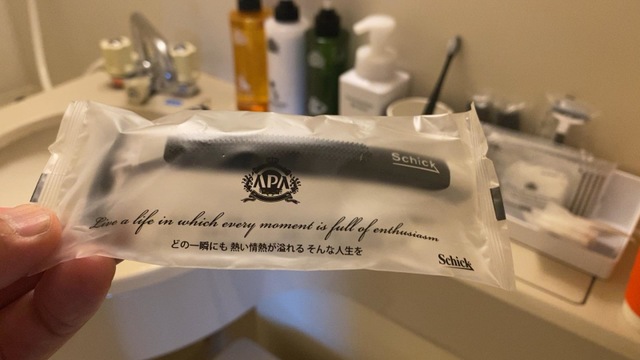 Schick
APA
Live a life in which every moment is full of enthusiasm
どの一瞬にも 熱い情熱が溢れる そんな人生を
Schick